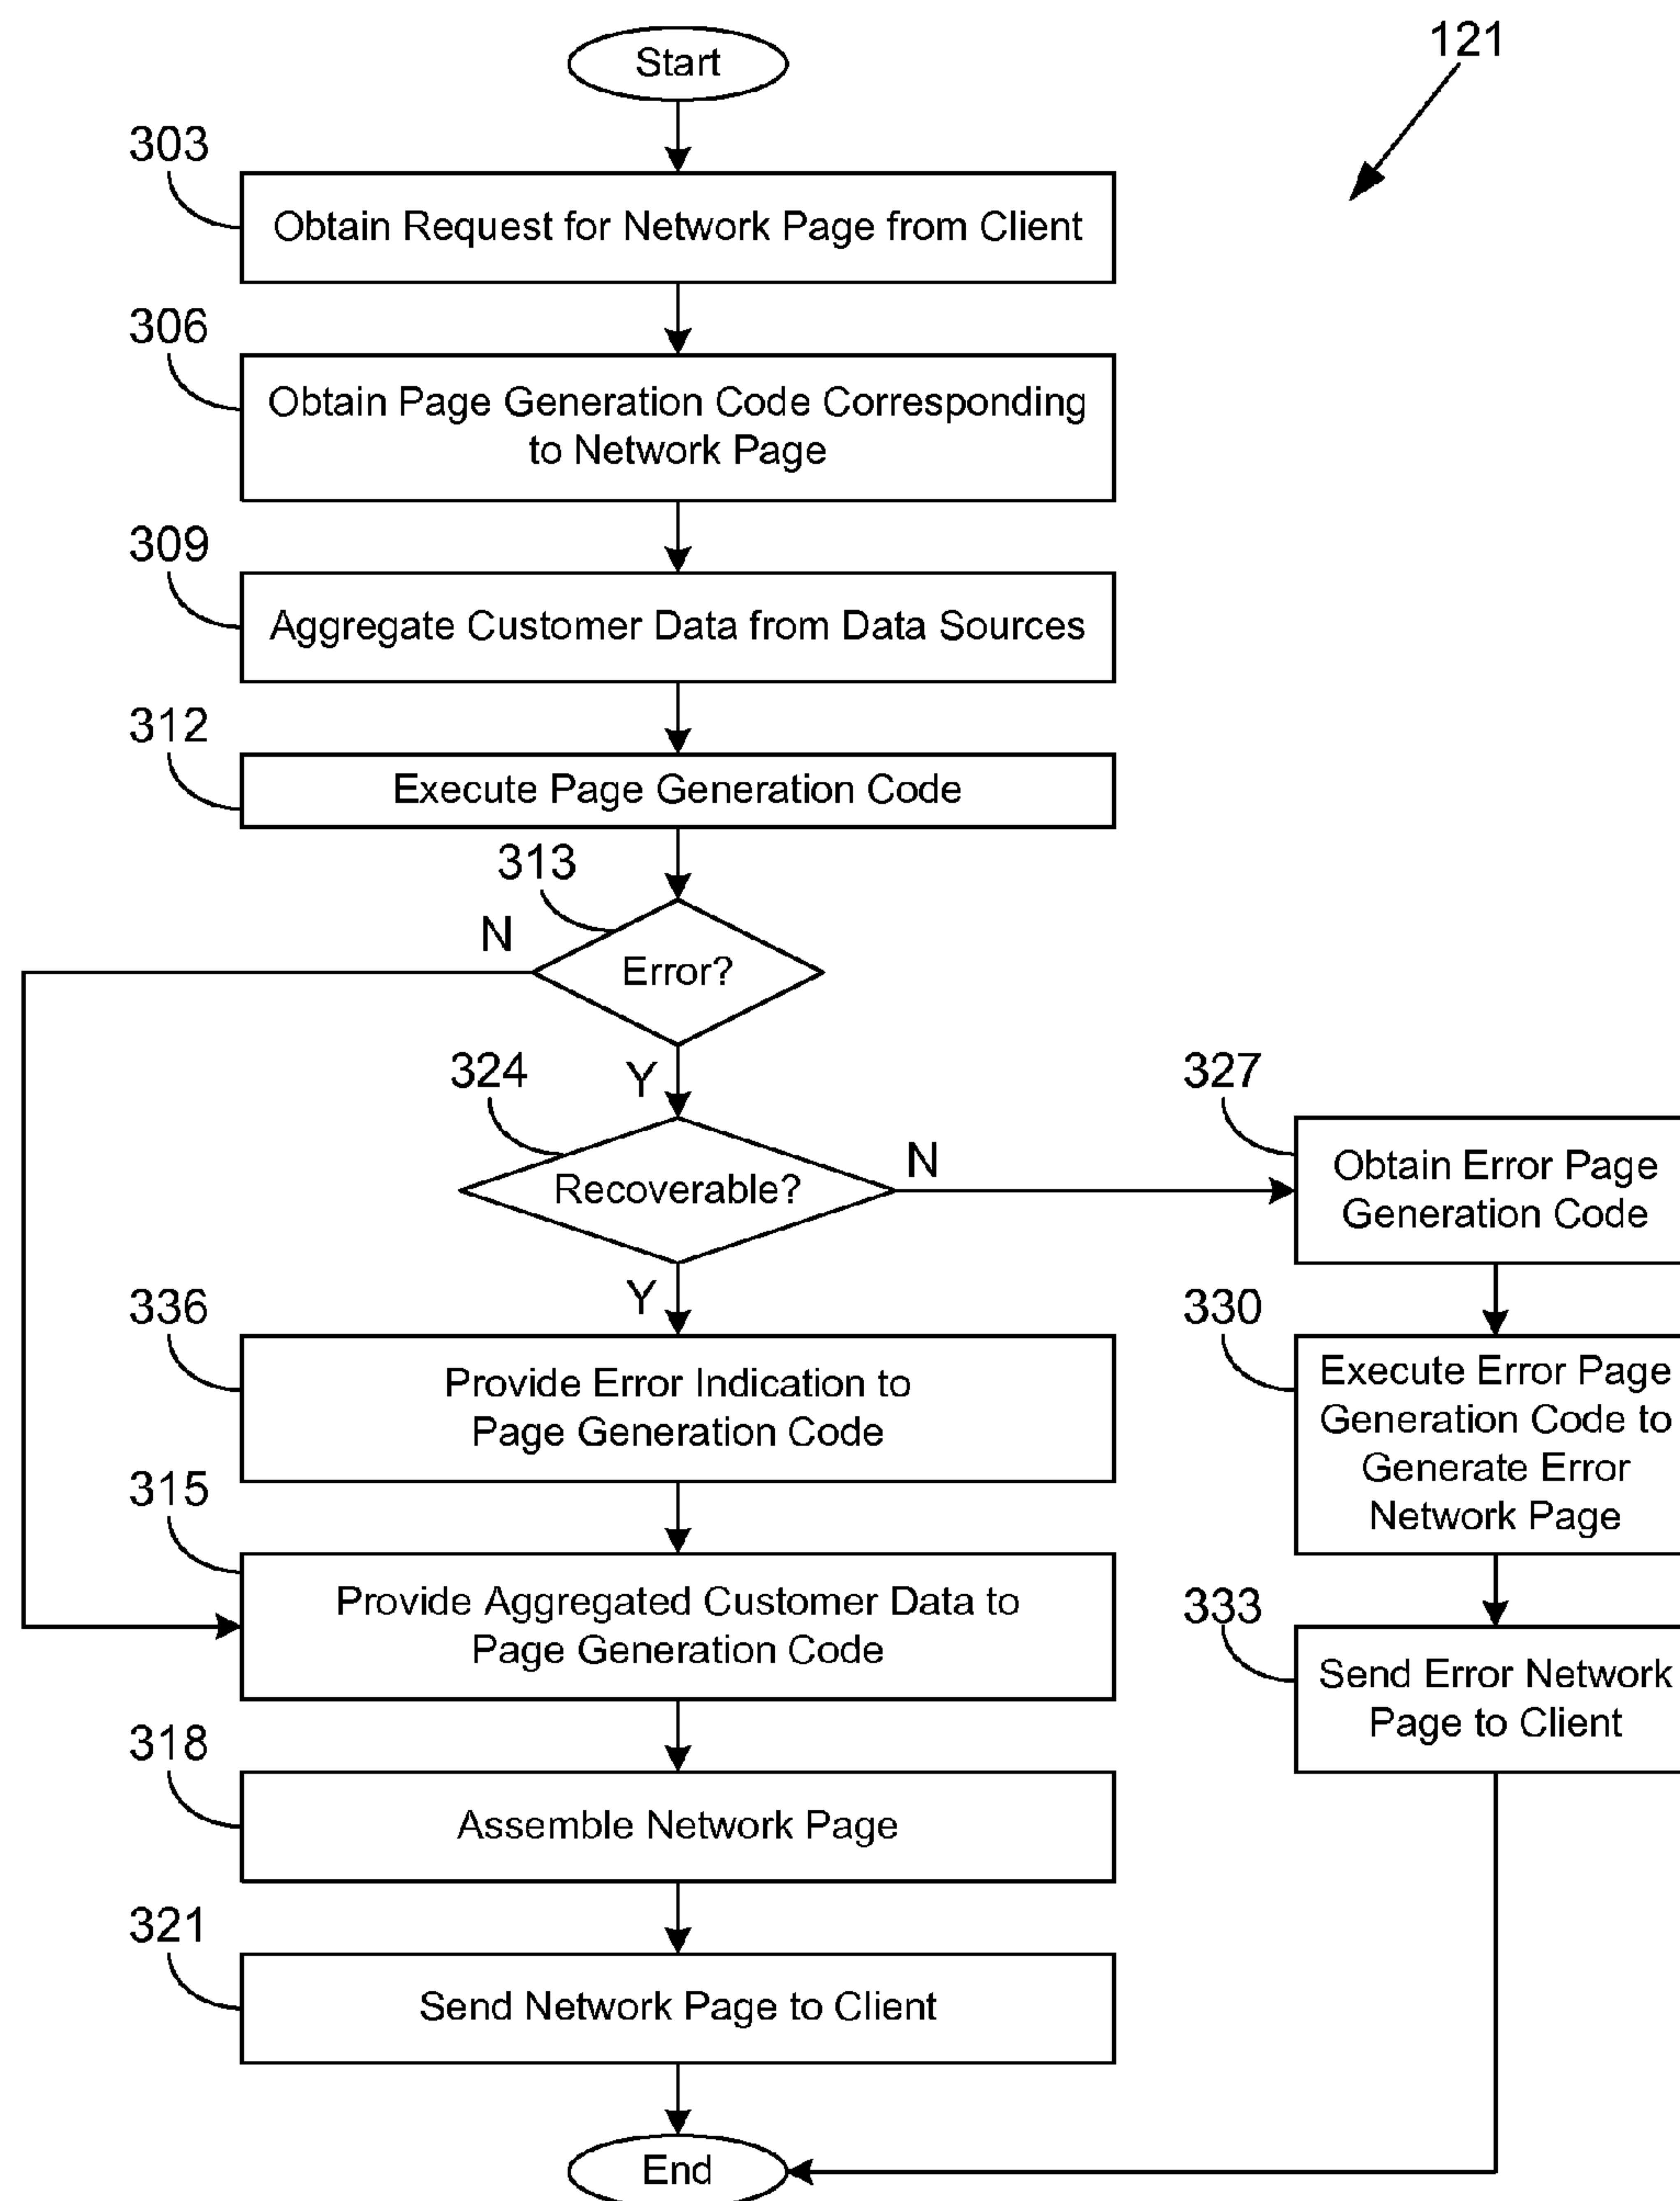 Start
121
303
Obtain Request for Network Page from Client
306
Obtain Page Generation Code Corresponding
to Network Page
309
Aggregate Customer Data from Data Sources
312
Execute Page Generation Code
313
N
Error?
324
Y
327
Recoverable?
N
Obtain Error Page
Generation Code
Y
336
Provide Error Indication to
Page Generation Code
330
Execute Error Page
Generation Code to
Generate Error
Network Page
315
Provide Aggregated Customer Data to
Page Generation Code
333
Send Error Network
Page to Client
318
Assemble Network Page
321
Send Network Page to Client
End